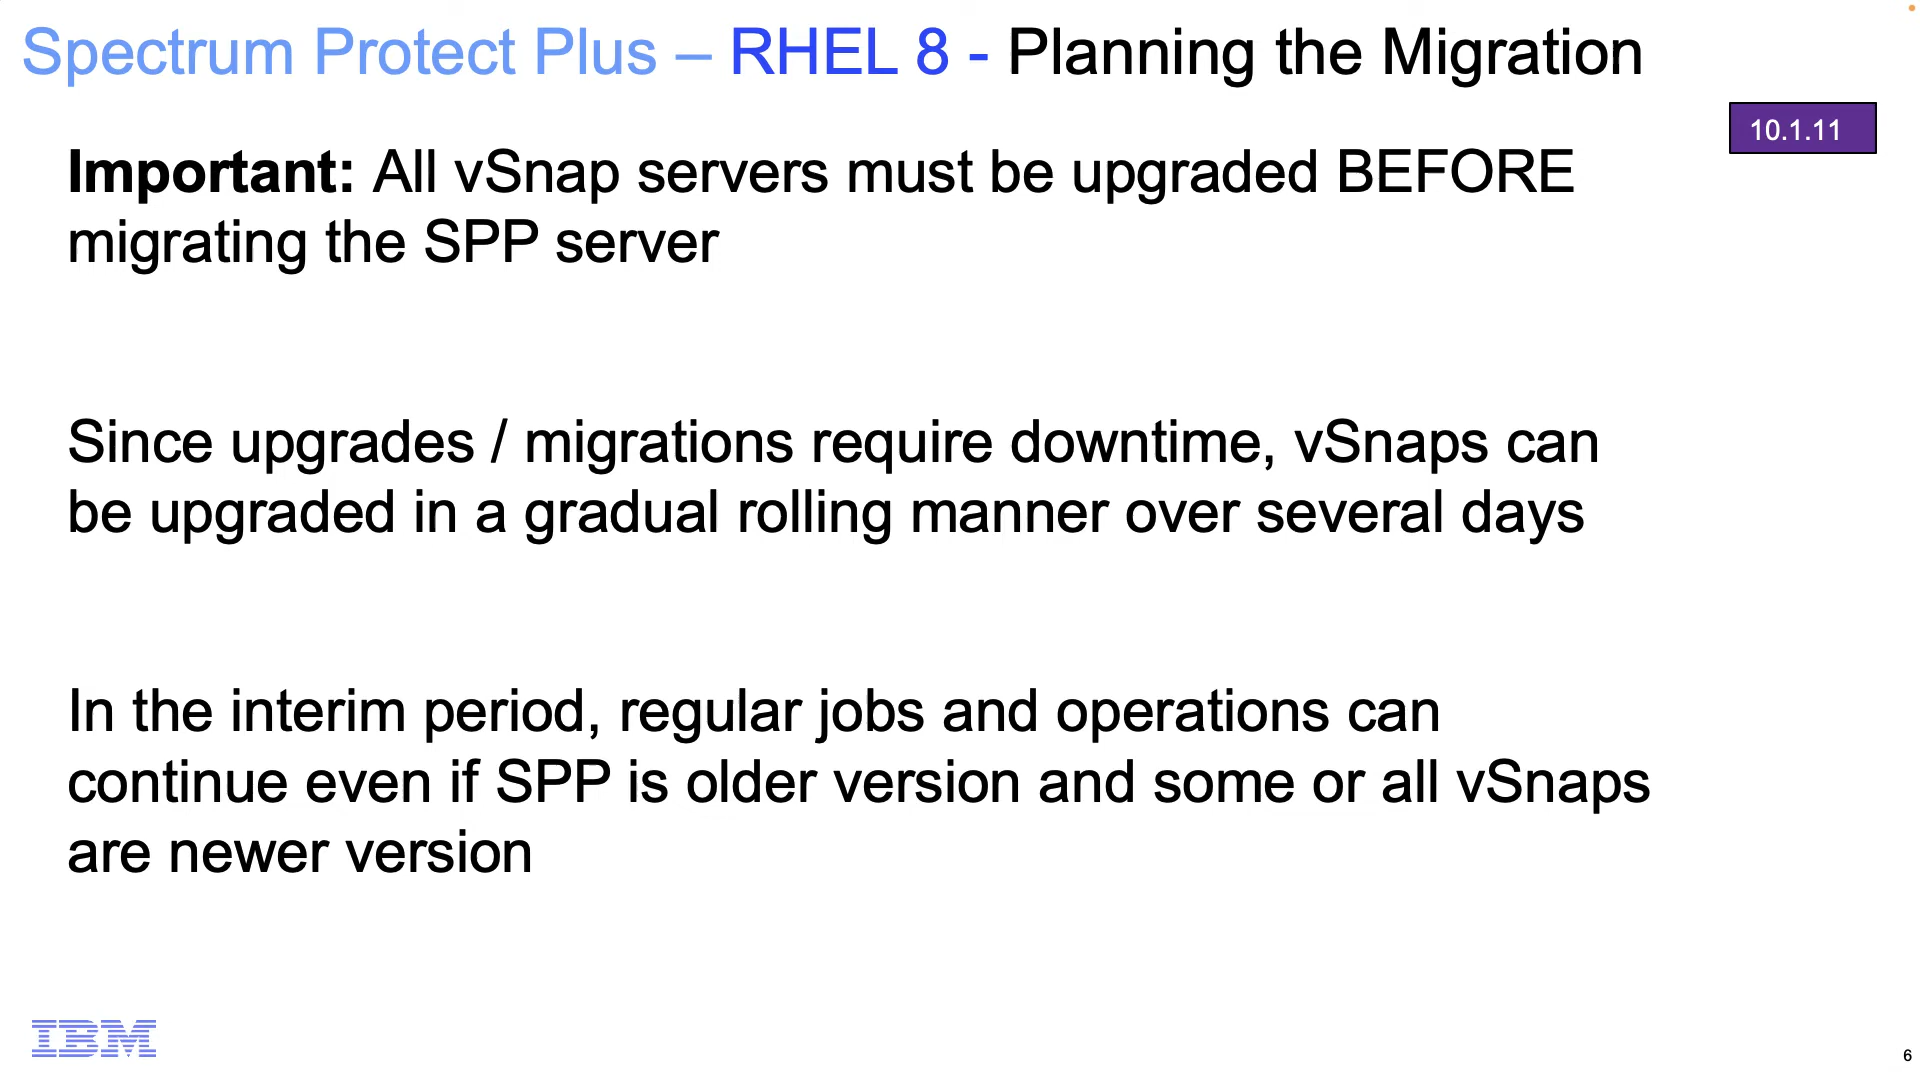 Spectrum Protect Plus – RHEL 8 - Planning the Migration
10.1.11
Important: All vSnap servers must be upgraded BEFORE
migrating the SPP server
Since upgrades / migrations require downtime, vSnaps can
be upgraded in a gradual rolling manner over several days
In the interim period, regular jobs and operations can
continue even if SPP is older version and some or all vSnaps
are newer version
IBM
6